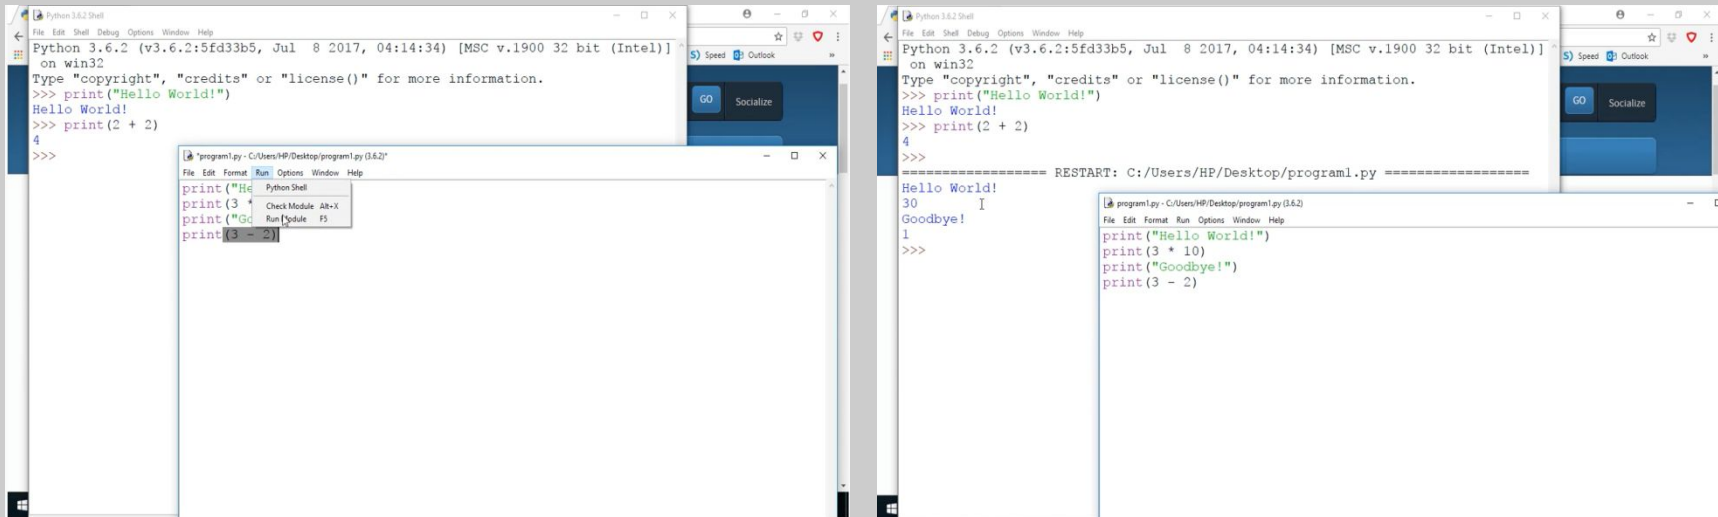 Python 3.6.2 Shell
File Edit Shell Debug Options Window Help
Python 3.6.2 (v3.6.2:5fd33b5, Jul 8 2017, 04:14:34) [MSC v.1900 32 bit (Intel)]
on win32
Type "copyright", "credits" or "license()" for more information.
>>> print("Hello World!")
Hello World!
>>> print(2 + 2)
4
>>>
Speed Outlook »
GO Socialize
*program1.py - C:/Users/HP/Desktop/program1.py (3.6.2)*
File Edit Format Run Options Window Help
print("He
print(3 *
print("Go
print(3 - 2)
Python Shell
Check Module Alt+X
Run Module F5
Python 3.6.2 Shell
File Edit Shell Debug Options Window Help
Python 3.6.2 (v3.6.2:5fd33b5, Jul 8 2017, 04:14:34) [MSC v.1900 32 bit (Intel)]
on win32
Type "copyright", "credits" or "license()" for more information.
>>> print("Hello World!")
Hello World!
>>> print(2 + 2)
4
>>>
================== RESTART: C:/Users/HP/Desktop/program1.py ==================
Hello World!
30
Goodbye!
1
>>>
Speed Outlook »
GO Socialize
program1.py - C:/Users/HP/Desktop/program1.py (3.6.2)
File Edit Format Run Options Window Help
print("Hello World!")
print(3 * 10)
print("Goodbye!")
print(3 - 2)